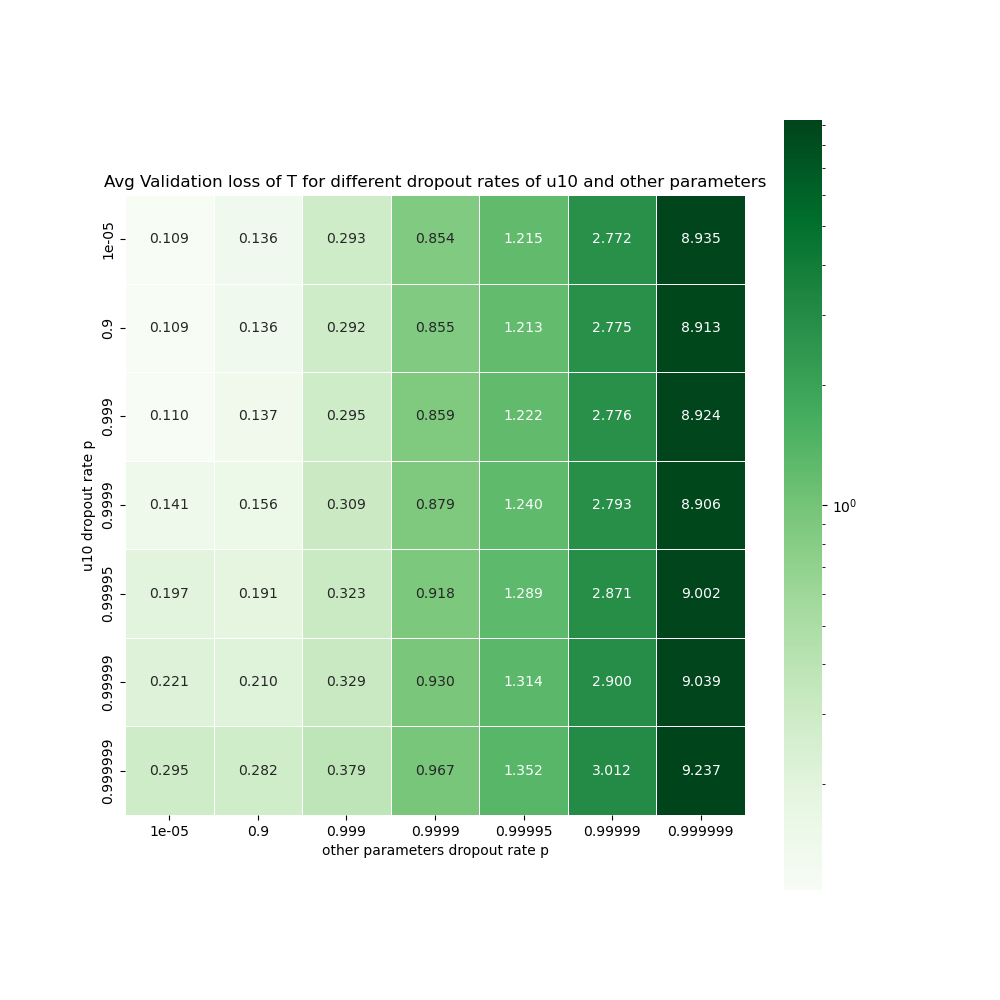 Avg Validation loss of T for different dropout rates of u10 and other parameters
u10 dropout rate p
1e-05 0.109 0.136 0.293 0.854 1.215 2.772 8.935
0.9 0.109 0.136 0.292 0.855 1.213 2.775 8.913
0.999 0.110 0.137 0.295 0.859 1.222 2.776 8.924
0.9999 0.141 0.156 0.309 0.879 1.240 2.793 8.906
0.99995 0.197 0.191 0.323 0.918 1.289 2.871 9.002
0.99999 0.221 0.210 0.329 0.930 1.314 2.900 9.039
0.999999 0.295 0.282 0.379 0.967 1.352 3.012 9.237
1e-05 0.9 0.999 0.9999 0.99995 0.99999 0.999999
other parameters dropout rate p
10⁰